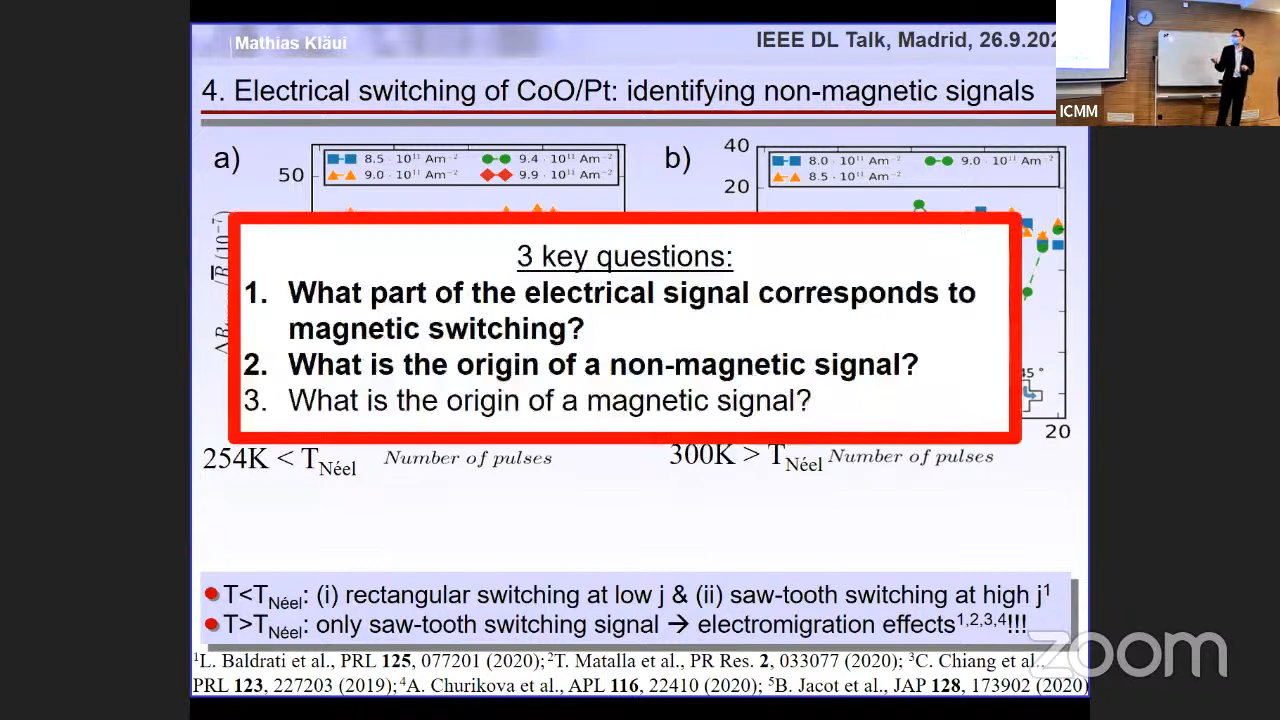 Mathias Kläui
IEEE DL Talk, Madrid, 26.9.202
4. Electrical switching of CoO/Pt: identifying non-magnetic signals
ICMM
a)
8.5 · 10¹¹ Am⁻²
9.4 · 10¹¹ Am⁻²
9.0 · 10¹¹ Am⁻²
9.9 · 10¹¹ Am⁻²
50
b)
40
20
8.0 · 10¹¹ Am⁻²
9.0 · 10¹¹ Am⁻²
8.5 · 10¹¹ Am⁻²
3 key questions:
1. What part of the electrical signal corresponds to
magnetic switching?
2. What is the origin of a non-magnetic signal?
3. What is the origin of a magnetic signal?
45 °
20
254K < T_Néel
Number of pulses
300K > T_Néel
Number of pulses
T<T_Néel: (i) rectangular switching at low j & (ii) saw-tooth switching at high j¹
T>T_Néel: only saw-tooth switching signal → electromigration effects¹,²,³,⁴!!!
zoom
¹L. Baldrati et al., PRL 125, 077201 (2020);²T. Matalla et al., PR Res. 2, 033077 (2020); ³C. Chiang et al.,
PRL 123, 227203 (2019);⁴A. Churikova et al., APL 116, 22410 (2020); ⁵B. Jacot et al., JAP 128, 173902 (2020)